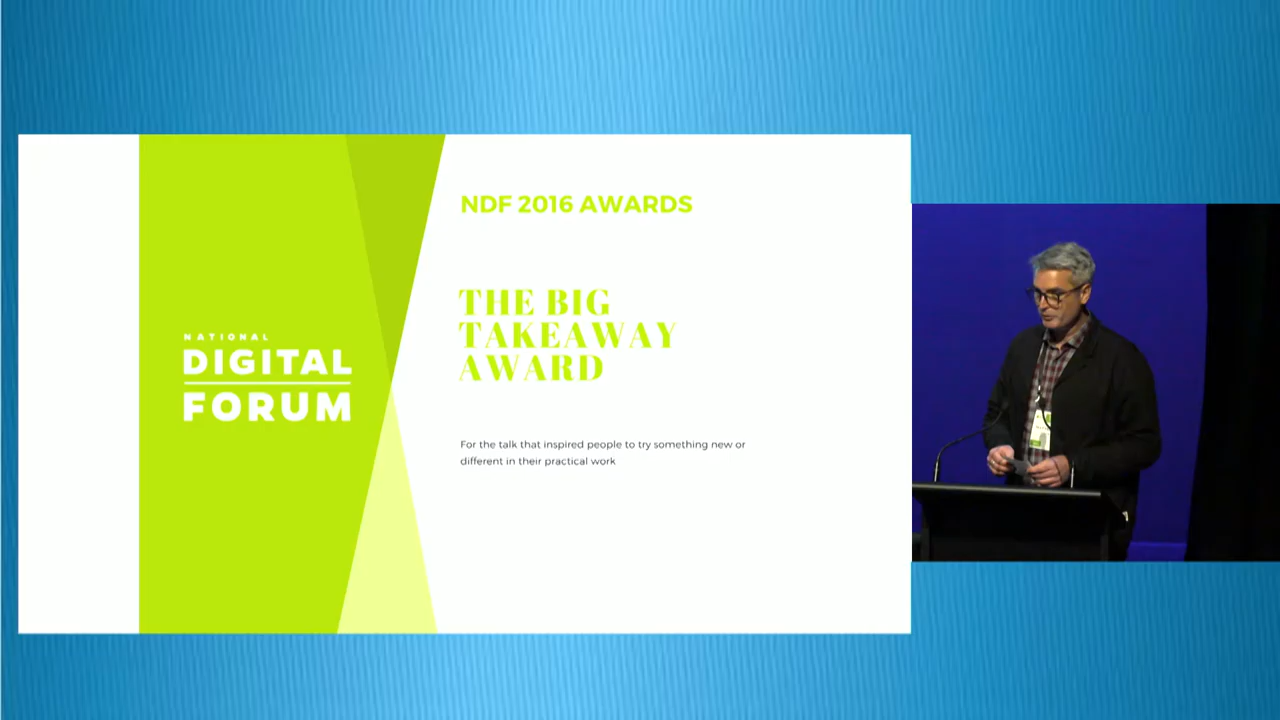 NATIONAL
DIGITAL
FORUM
NDF 2016 AWARDS
THE BIG
TAKEAWAY
AWARD
For the talk that inspired people to try something new or
different in their practical work